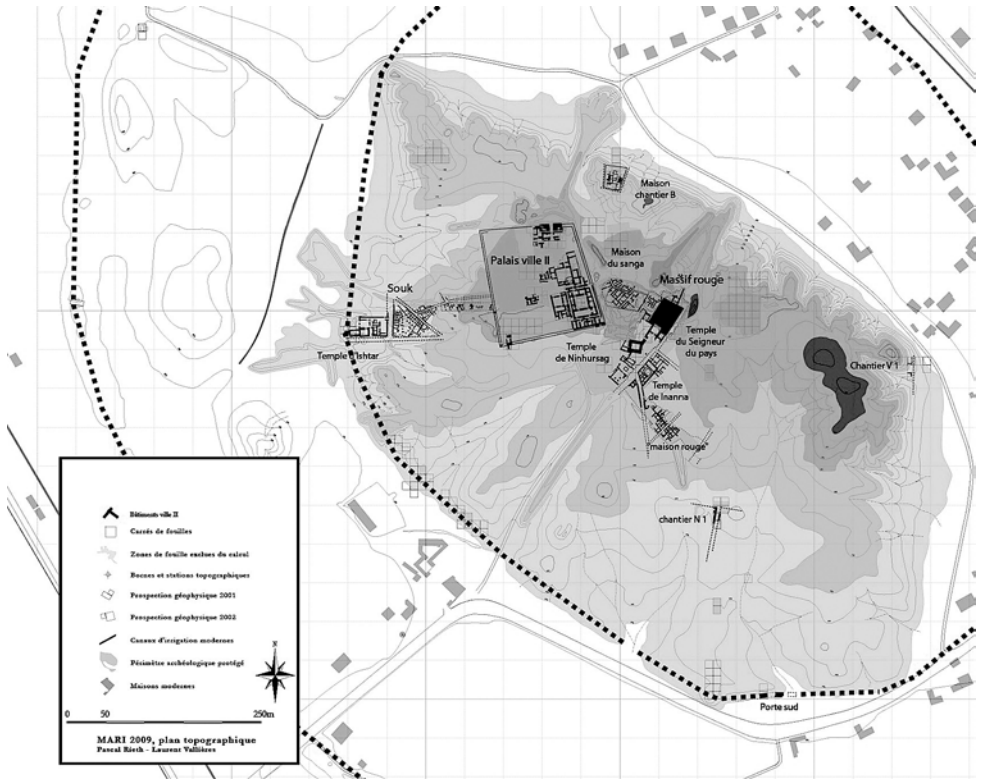 Maison
chantier B
Palais ville II
Maison
du sanga
Massif rouge
Souk
Temple d'Ishtar
Temple
de Ninhursag
Temple
du Seigneur
du pays
Chantier V 1
Temple
de Inanna
"maison rouge"
chantier N 1
Porte sud
Bâtiments ville II
Carrés de fouilles
Zones de fouille exclues du calcul
Bornes et stations topographiques
Prospection géophysique 2001
Prospection géophysique 2002
Canaux d'irrigation modernes
Périmètre archéologique protégé
Maisons modernes
N
0 50 250m
MARI 2009, plan topographique
Pascal Rieth - Laurent Vallières